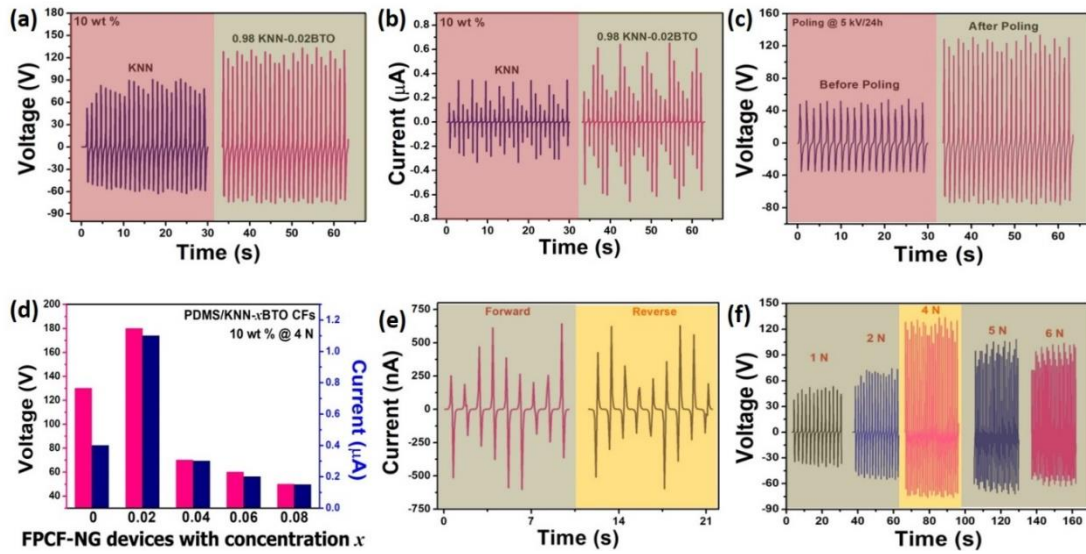 (a)
10 wt %
0.98 KNN-0.02BTO
KNN
Voltage (V)
150
120
90
60
30
0
-30
-60
-90
0 10 20 30 40 50 60
Time (s)
(b)
10 wt %
0.98 KNN-0.02BTO
KNN
Current (μA)
0.8
0.6
0.4
0.2
0.0
-0.2
-0.4
-0.6
-0.8
0 10 20 30 40 50 60
Time (s)
(c)
Poling @ 5 kV/24h
After Poling
Before Poling
Voltage (V)
160
120
80
40
0
-40
-80
0 10 20 30 40 50 60
Time (s)
(d)
PDMS/KNN-xBTO CFs
10 wt % @ 4 N
Voltage (V)
200
180
160
140
120
100
80
60
40
Current (μA)
1.2
1.0
0.8
0.6
0.4
0.2
0.0
0 0.02 0.04 0.06 0.08
FPCF-NG devices with concentration x
(e)
Forward Reverse
Current (nA)
750
500
250
0
-250
-500
-750
0 7 14 21
Time (s)
(f)
1 N
2 N
4 N
5 N
6 N
Voltage (V)
150
120
90
60
30
0
-30
-60
-90
0 20 40 60 80 100 120 140 160
Time (s)